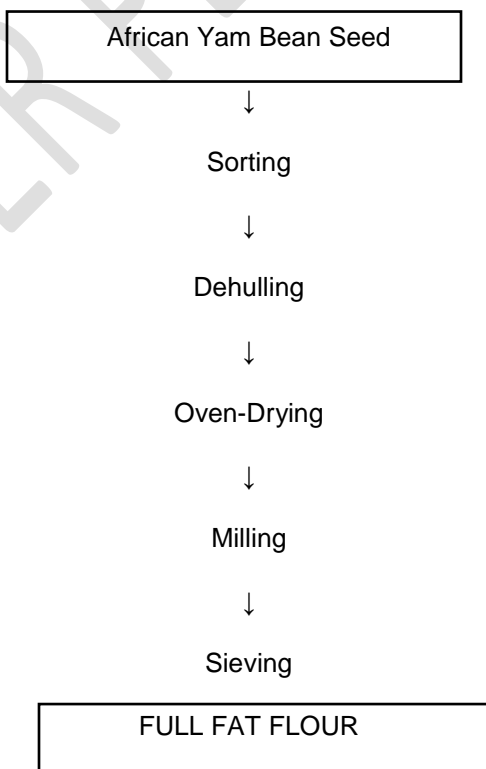 African Yam Bean Seed
↓
Sorting
↓
Dehulling
↓
Oven-Drying
↓
Milling
↓
Sieving
FULL FAT FLOUR